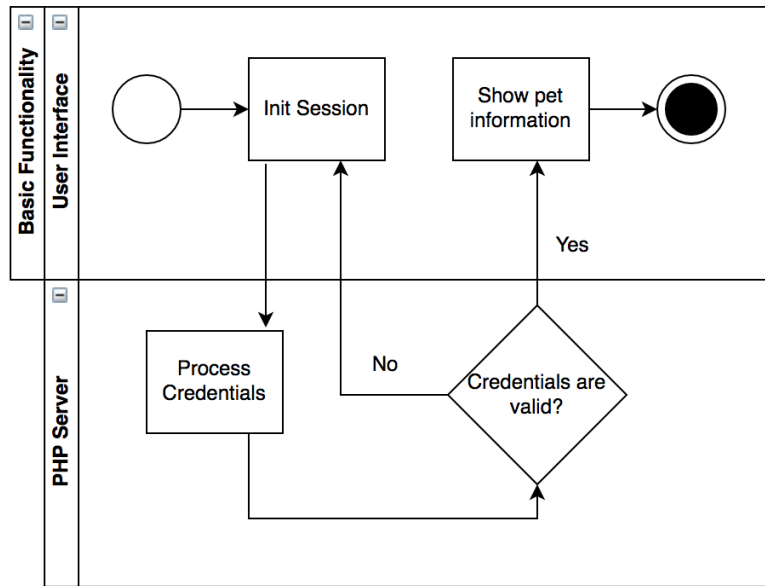 Basic Functionality
User Interface
Init Session
Show pet
information
Yes
PHP Server
Process
Credentials
No
Credentials are
valid?